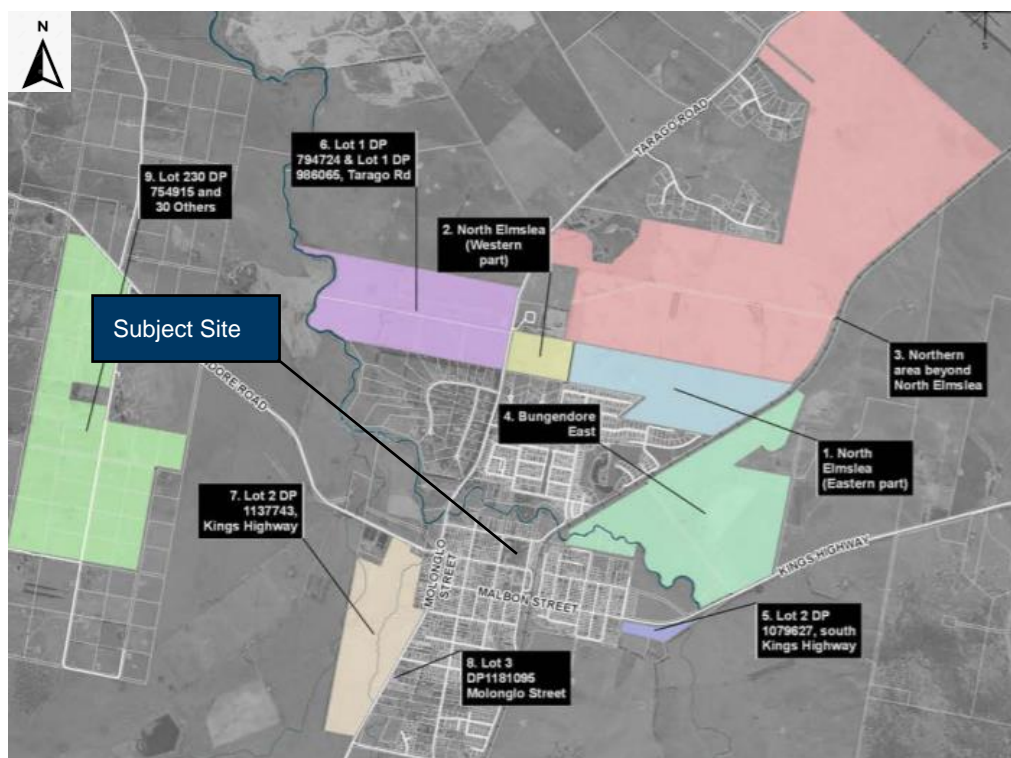 N
S
TARAGO ROAD
6. Lot 1 DP
794724 & Lot 1 DP
986065, Tarago Rd
9. Lot 230 DP
754915 and
30 Others
2. North Elmslea
(Western
part)
Subject Site
OORE ROAD
3. Northern
area beyond
North Elmslea
4. Bungendore
East
1. North
Elmslea
(Eastern part)
7. Lot 2 DP
1137743,
Kings Highway
KINGS HIGHWAY
MOLONGLO
STREET
MALBON STREET
5. Lot 2 DP
1079627, south
Kings Highway
8. Lot 3
DP1181095
Molonglo Street